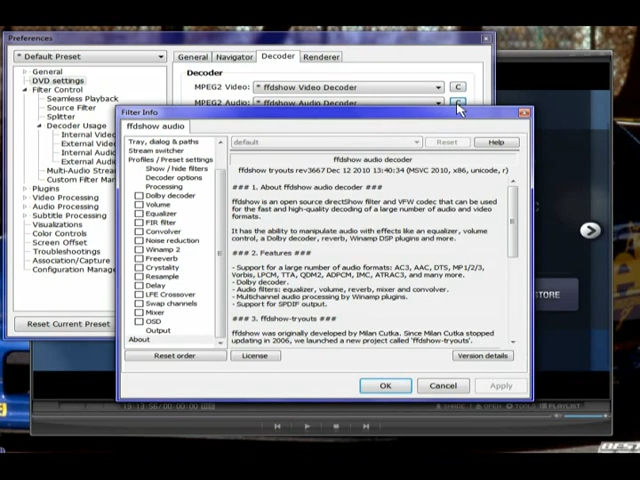 Preferences
* Default Preset
General
Navigator
Decoder
Renderer
General
DVD settings
Filter Control
Seamless Playback
Source Filter
Splitter
Decoder Usage
Internal Vide
External Vide
Internal Audi
External Audi
Multi-Audio Strea
Custom Filter Man
Plugins
Video Processing
Audio Processing
Subtitle Processing
Visualizations
Color Controls
Screen Offset
Troubleshootings
Association/Capture
Configuration Manage
Reset Current Preset
Decoder
MPEG2 Video:
* ffdshow Video Decoder
C
MPEG2 Audio:
* ffdshow Audio Decoder
C
Filter Info
ffdshow audio
Tray, dialog & paths
Stream switcher
Profiles / Preset settings
Show / hide filters
Decoder options
Processing
Dolby decoder
Volume
Equalizer
FIR filter
Convolver
Noise reduction
Winamp 2
Freeverb
Crystality
Resample
Delay
LFE Crossover
Swap channels
Mixer
OSD
Output
About
Reset order
default
Reset
Help
ffdshow audio decoder
ffdshow tryouts rev3667 Dec 12 2010 13:40:34 (MSVC 2010, x86, unicode, r)
### 1. About ffdshow audio decoder ###
ffdshow is an open source directShow filter and VFW codec that can be used
for the fast and high-quality decoding of a large number of audio and video
formats.
It has the ability to manipulate audio with effects like an equalizer, volume
control, a Dolby decoder, reverb, Winamp DSP plugins and more.
### 2. Features ###
- Support for a large number of audio formats: AC3, AAC, DTS, MP1/2/3,
Vorbis, LPCM, TTA, QDM2, ADPCM, IMC, ATRAC3, and many more.
- Dolby decoder.
- Audio filters: equalizer, volume, reverb, mixer and convolver.
- Multichannel audio processing by Winamp plugins.
- Support for SPDIF output.
### 3. ffdshow-tryouts ###
ffdshow was originally developed by Milan Cutka. Since Milan Cutka stopped
updating in 2006, we launched a new project called 'ffdshow-tryouts'.
License
Version details
OK
Cancel
Apply
STORE
PLAYLIST